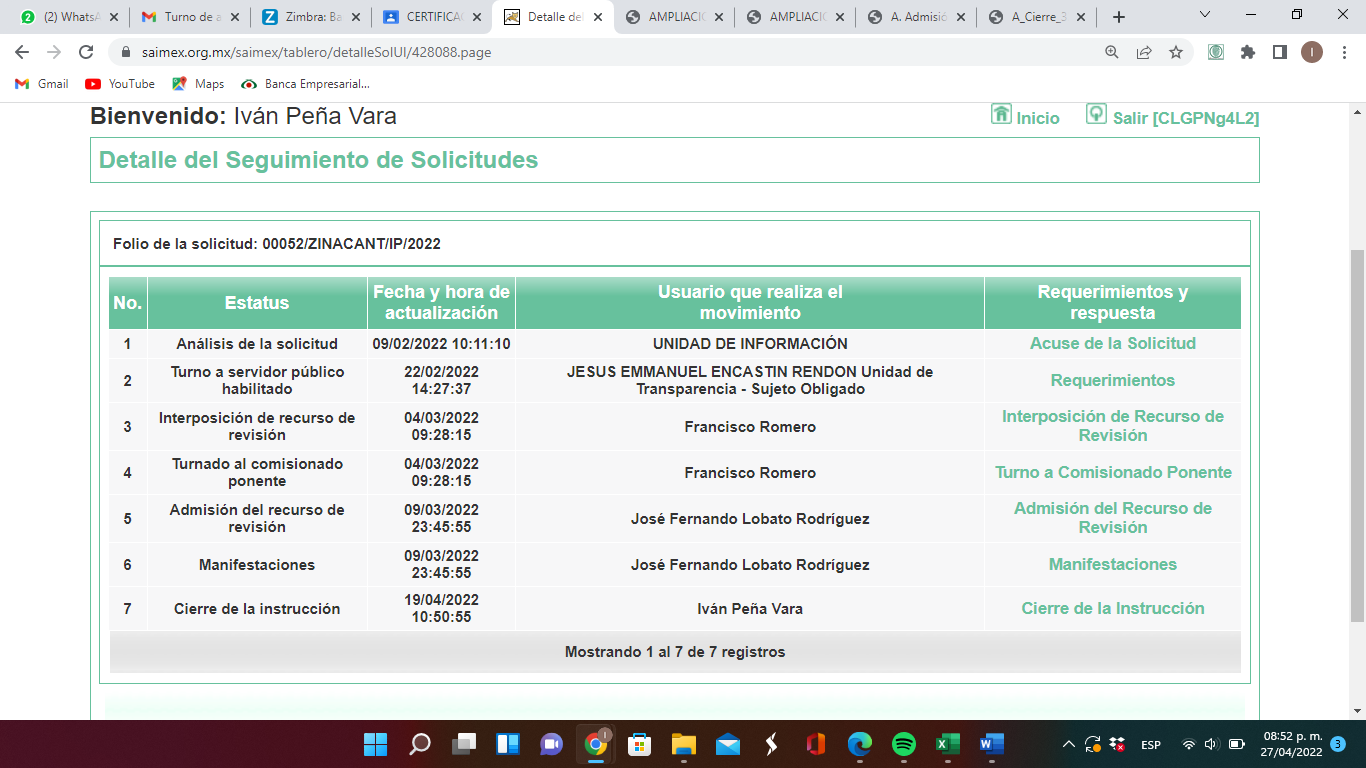 (2) WhatsA
Turno de a
Zimbra: Ba
CERTIFICAC
Detalle del
AMPLIACIO
AMPLIACIO
A. Admisió
A_Cierre_3
saimex.org.mx/saimex/tablero/detalleSolUI/428088.page
I
Gmail
YouTube
Maps
Banca Empresarial...
Bienvenido: Iván Peña Vara
Inicio
Salir [CLGPNg4L2]
Detalle del Seguimiento de Solicitudes
Folio de la solicitud: 00052/ZINACANT/IP/2022
No. Estatus Fecha y hora de actualización Usuario que realiza el movimiento Requerimientos y respuesta
1 Análisis de la solicitud 09/02/2022 10:11:10 UNIDAD DE INFORMACIÓN Acuse de la Solicitud
2 Turno a servidor público habilitado 22/02/2022 14:27:37 JESUS EMMANUEL ENCASTIN RENDON Unidad de Transparencia - Sujeto Obligado Requerimientos
3 Interposición de recurso de revisión 04/03/2022 09:28:15 Francisco Romero Interposición de Recurso de Revisión
4 Turnado al comisionado ponente 04/03/2022 09:28:15 Francisco Romero Turno a Comisionado Ponente
5 Admisión del recurso de revisión 09/03/2022 23:45:55 José Fernando Lobato Rodríguez Admisión del Recurso de Revisión
6 Manifestaciones 09/03/2022 23:45:55 José Fernando Lobato Rodríguez Manifestaciones
7 Cierre de la instrucción 19/04/2022 10:50:55 Iván Peña Vara Cierre de la Instrucción
Mostrando 1 al 7 de 7 registros
ESP
08:52 p. m.
27/04/2022
3